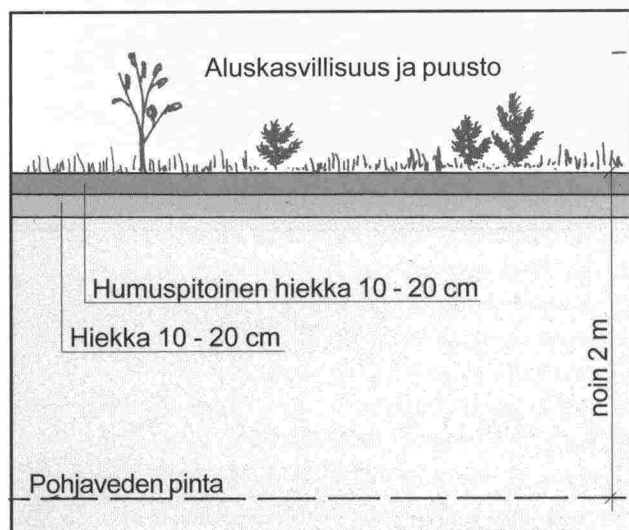 Aluskasvillisuus ja puusto
Humuspitoinen hiekka 10 - 20 cm
Hiekka 10 - 20 cm
noin 2 m
Pohjaveden pinta